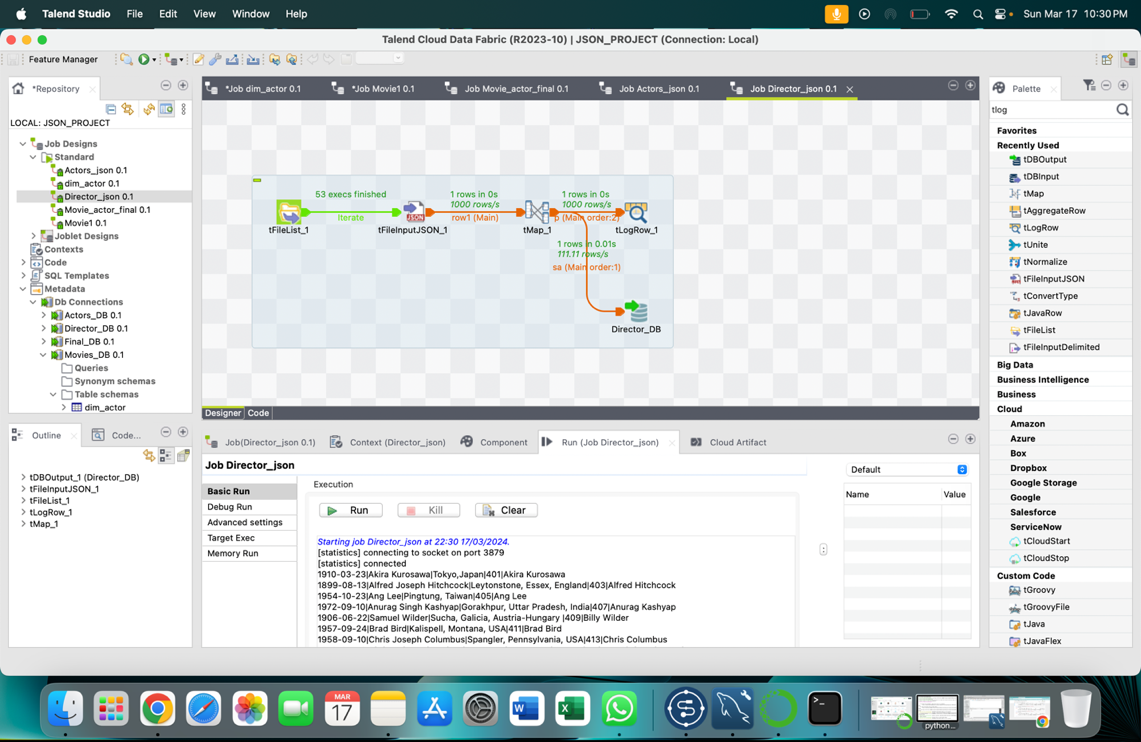 Talend Studio File Edit View Window Help Sun Mar 17 10:30 PM
Talend Cloud Data Fabric (R2023-10) | JSON_PROJECT (Connection: Local)
Feature Manager
*Repository
LOCAL: JSON_PROJECT
Job Designs
Standard
Actors_json 0.1
dim_actor 0.1
Director_json 0.1
Movie_actor_final 0.1
Movie1 0.1
Joblet Designs
Contexts
Code
SQL Templates
Metadata
Db Connections
Actors_DB 0.1
Director_DB 0.1
Final_DB 0.1
Movies_DB 0.1
Queries
Synonym schemas
Table schemas
dim_actor
Outline Code...
tDBOutput_1 (Director_DB)
tFileInputJSON_1
tFileList_1
tLogRow_1
tMap_1
*Job dim_actor 0.1 *Job Movie1 0.1 Job Movie_actor_final 0.1 Job Actors_json 0.1 Job Director_json 0.1
53 execs finished
Iterate
tFileList_1
JSON
tFileInputJSON_1
1 rows in 0s
1000 rows/s
row1 (Main)
tMap_1
1 rows in 0s
1000 rows/s
p (Main order:2)
tLogRow_1
1 rows in 0.01s
111.11 rows/s
sa (Main order:1)
Director_DB
Designer Code
Job(Director_json 0.1) Context (Director_json) Component Run (Job Director_json) Cloud Artifact
Job Director_json
Basic Run
Debug Run
Advanced settings
Target Exec
Memory Run
Execution
Run Kill Clear
Starting job Director_json at 22:30 17/03/2024.
[statistics] connecting to socket on port 3879
[statistics] connected
1910-03-23|Akira Kurosawa|Tokyo,Japan|401|Akira Kurosawa
1899-08-13|Alfred Joseph Hitchcock|Leytonstone, Essex, England|403|Alfred Hitchcock
1954-10-23|Ang Lee|Pingtung, Taiwan|405|Ang Lee
1972-09-10|Anurag Singh Kashyap|Gorakhpur, Uttar Pradesh, India|407|Anurag Kashyap
1906-06-22|Samuel Wilder|Sucha, Galicia, Austria-Hungary |409|Billy Wilder
1957-09-24|Brad Bird|Kalispell, Montana, USA|411|Brad Bird
1958-09-10|Chris Joseph Columbus|Spangler, Pennsylvania, USA|413|Chris Columbus
Default
Name Value
Palette
tlog
Favorites
Recently Used
tDBOutput
tDBInput
tMap
tAggregateRow
tLogRow
tUnite
tNormalize
tFileInputJSON
tConvertType
tJavaRow
tFileList
tFileInputDelimited
Big Data
Business Intelligence
Business
Cloud
Amazon
Azure
Box
Dropbox
Google Storage
Google
Salesforce
ServiceNow
tCloudStart
tCloudStop
Custom Code
tGroovy
tGroovyFile
tJava
tJavaFlex
MAR
17
python...